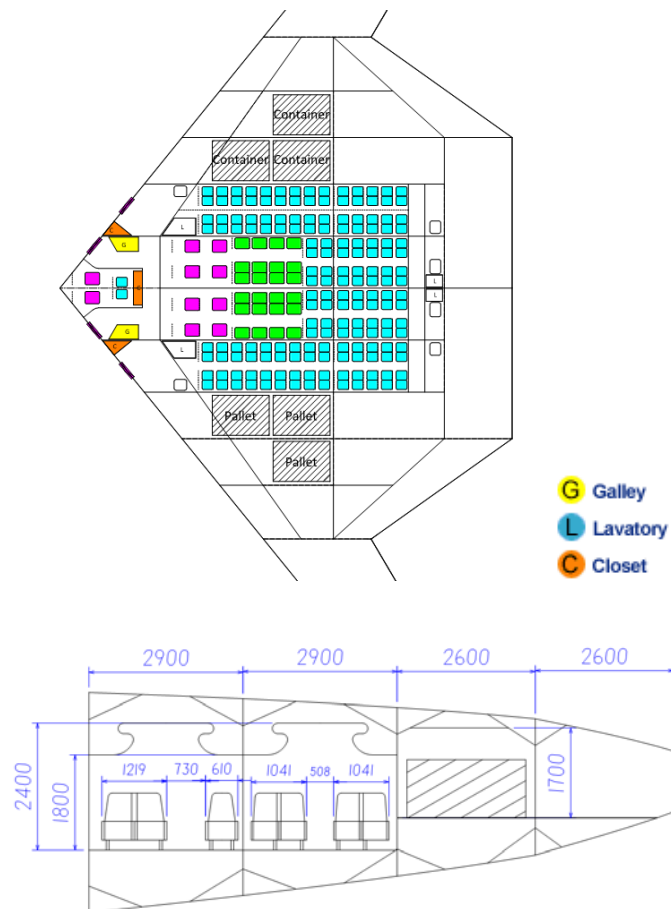 Container
Container Container
C
L
G
L
C
L
G
C
L
Pallet Pallet
Pallet
G Galley
L Lavatory
C Closet
2900 2900 2600 2600
2400
1800
1219 730 610 1041 508 1041
1700